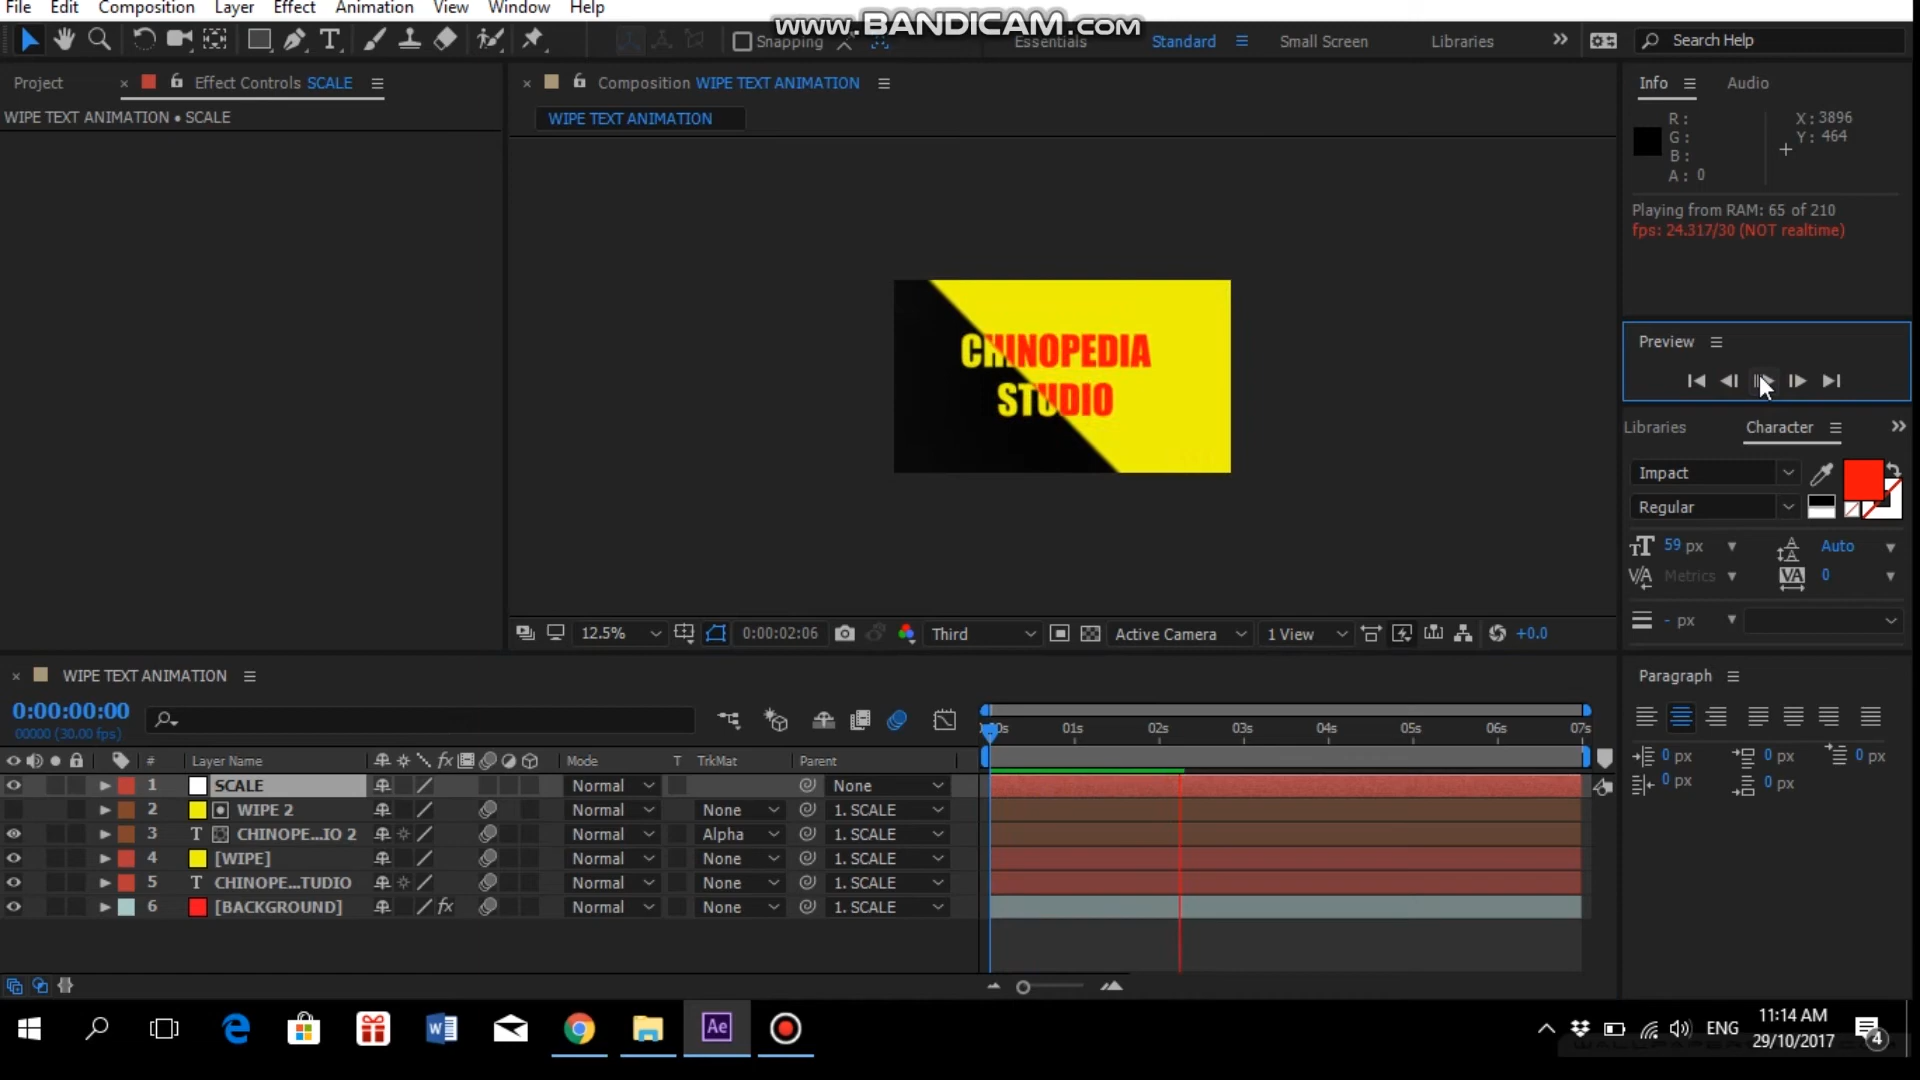 File Edit Composition Layer Effect Animation View Window Help
www.BANDICAM.com
Snapping
Essentials Standard Small Screen Libraries
Search Help
Project × Effect Controls SCALE
× Composition WIPE TEXT ANIMATION
Info Audio
WIPE TEXT ANIMATION • SCALE
WIPE TEXT ANIMATION
R :
G :
B :
A : 0
X : 3896
Y : 464
Playing from RAM: 65 of 210
fps: 24.317/30 (NOT realtime)
CHINOPEDIA
STUDIO
Preview
Libraries Character
Impact
Regular
59 px
Auto
Metrics
0
- px
12.5%
0:00:02:06
Third
Active Camera
1 View
+0.0
× WIPE TEXT ANIMATION
Paragraph
0:00:00:00
00000 (30.00 fps)
01s 02s 03s 04s 05s 06s 07s
0 px 0 px 0 px
0 px 0 px
# Layer Name fx Mode T TrkMat Parent
1 SCALE Normal None
2 WIPE 2 Normal None 1. SCALE
3 T CHINOPE...IO 2 Normal Alpha 1. SCALE
4 [WIPE] Normal None 1. SCALE
5 T CHINOPE...TUDIO Normal None 1. SCALE
6 [BACKGROUND] fx Normal None 1. SCALE
Ae
ENG
11:14 AM
29/10/2017
4